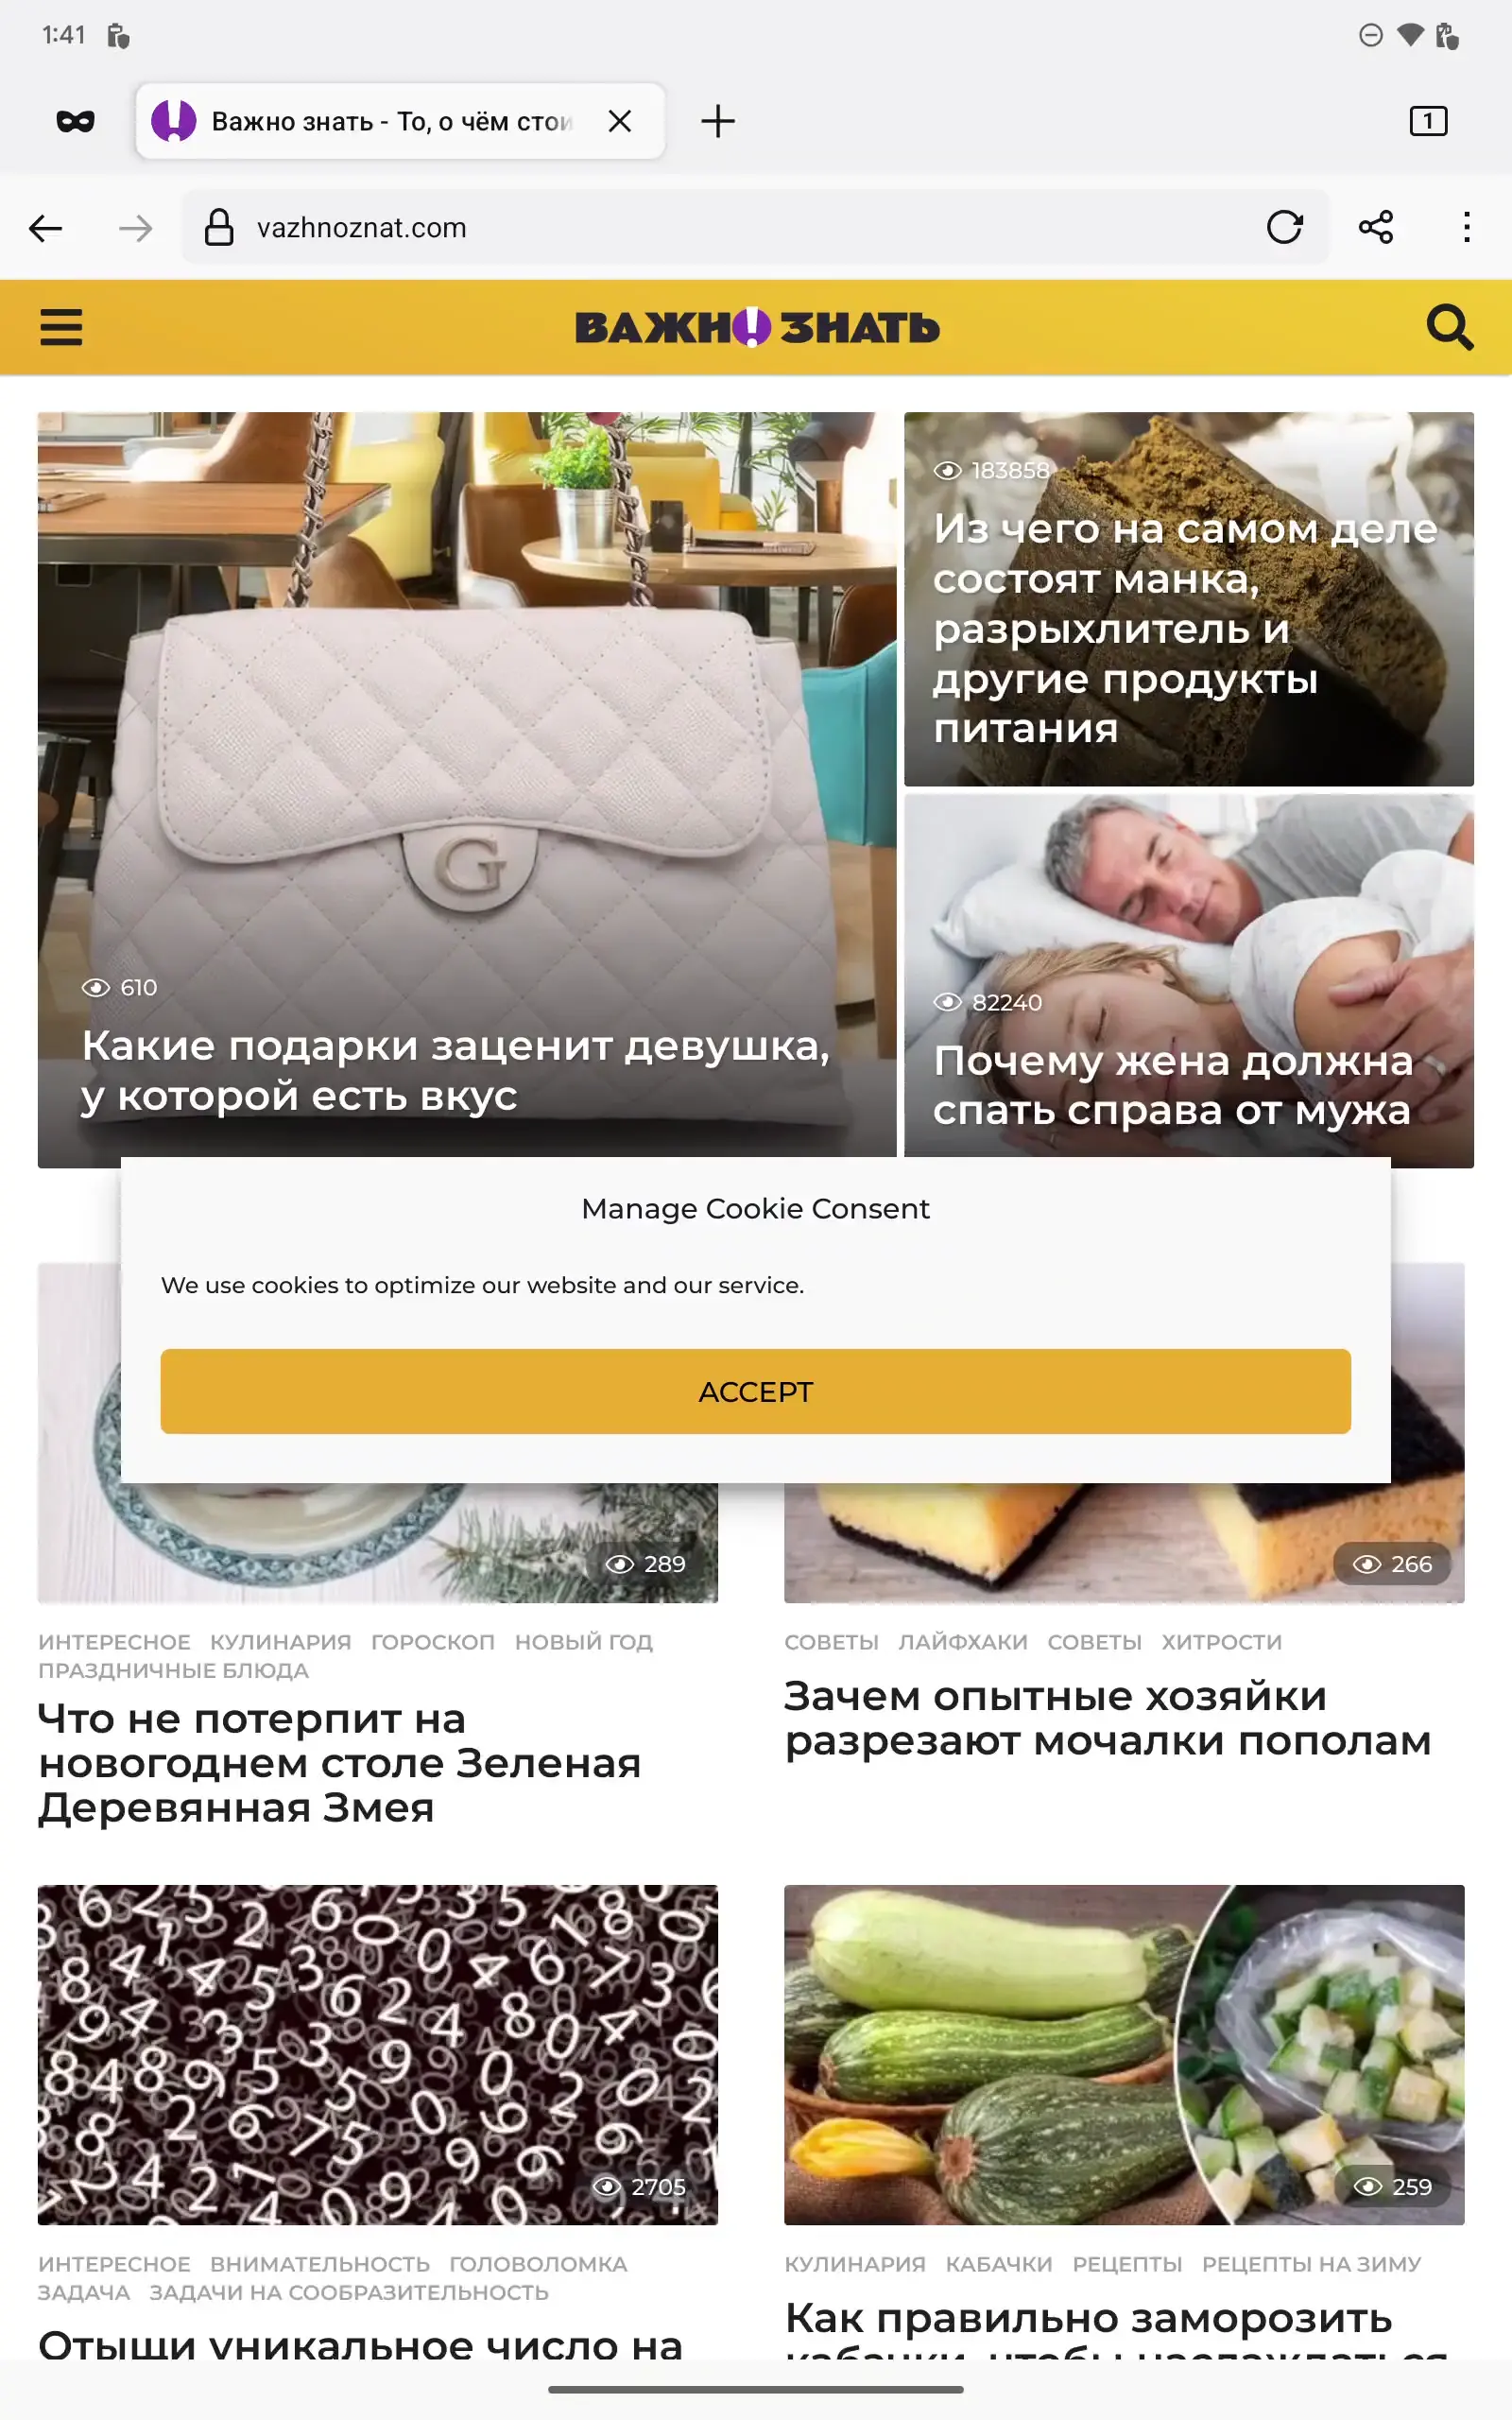 1:41
Важно знать - То, о чём стои
1
vazhnoznat.com
ВАЖН!ЗНАТЬ
183858
Из чего на самом деле
состоят манка,
разрыхлитель и
другие продукты
питания
G
610
Какие подарки заценит девушка,
у которой есть вкус
82240
Почему жена должна
спать справа от мужа
Manage Cookie Consent
We use cookies to optimize our website and our service.
ACCEPT
289
ИНТЕРЕСНОЕ КУЛИНАРИЯ ГОРОСКОП НОВЫЙ ГОД
ПРАЗДНИЧНЫЕ БЛЮДА
Что не потерпит на
новогоднем столе Зеленая
Деревянная Змея
266
СОВЕТЫ ЛАЙФХАКИ СОВЕТЫ ХИТРОСТИ
Зачем опытные хозяйки
разрезают мочалки пополам
2705
ИНТЕРЕСНОЕ ВНИМАТЕЛЬНОСТЬ ГОЛОВОЛОМКА
ЗАДАЧА ЗАДАЧИ НА СООБРАЗИТЕЛЬНОСТЬ
Отыщи уникальное число на
259
КУЛИНАРИЯ КАБАЧКИ РЕЦЕПТЫ РЕЦЕПТЫ НА ЗИМУ
Как правильно заморозить
кабачки, чтобы наслаждаться